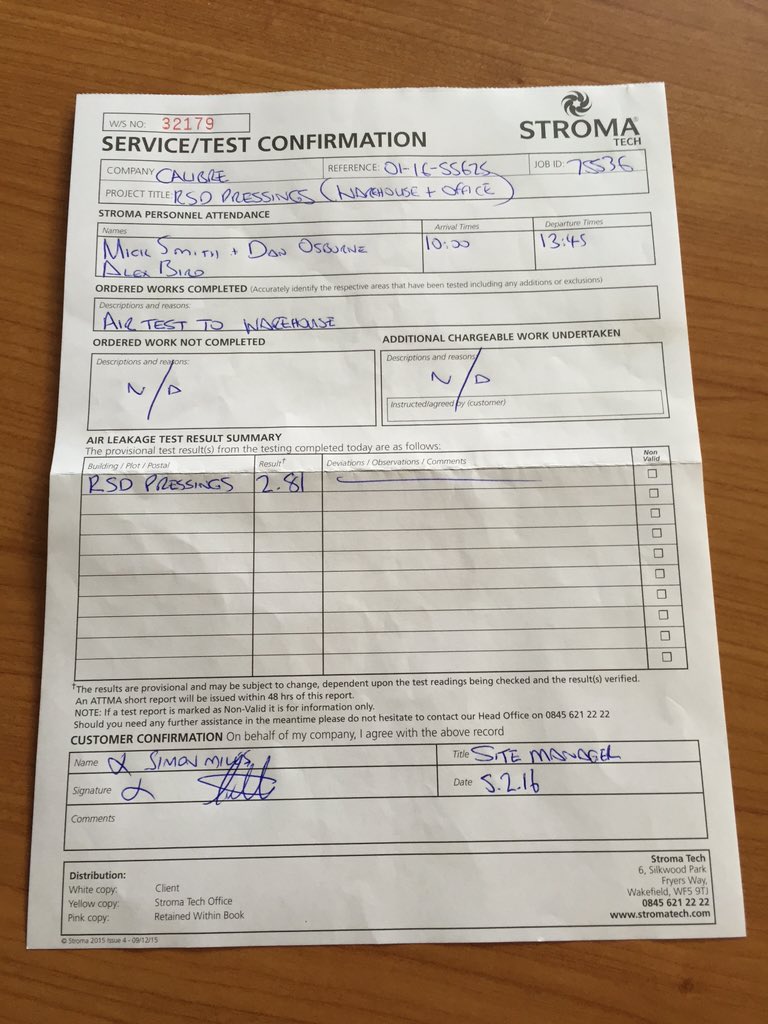 W/S NO: 32179
STROMA®
TECH
SERVICE/TEST CONFIRMATION
COMPANY CALIBRE REFERENCE: 01-16-55625 JOB ID: 75536
PROJECT TITLE: RSD PRESSINGS (WAREHOUSE + OFFICE)
STROMA PERSONNEL ATTENDANCE
Names Arrival Times Departure Times
MICK SMITH + DAN OSBURNE 10:00 13:45
ALEX BIRD
ORDERED WORKS COMPLETED (Accurately identify the respective areas that have been tested including any additions or exclusions)
Descriptions and reasons:
AIR TEST TO WAREHOUSE
ORDERED WORK NOT COMPLETED ADDITIONAL CHARGEABLE WORK UNDERTAKEN
Descriptions and reasons: Descriptions and reasons
N/A N/A
Instructed/agreed by (customer)
AIR LEAKAGE TEST RESULT SUMMARY
The provisional test result(s) from the testing completed today are as follows:
Building / Plot / Postal Result† Deviations / Observations / Comments Non Valid
RSD PRESSINGS 2.81
†The results are provisional and may be subject to change, dependent upon the test readings being checked and the result(s) verified.
An ATTMA short report will be issued within 48 hrs of this report.
NOTE: If a test report is marked as Non-Valid it is for information only.
Should you need any further assistance in the meantime please do not hesitate to contact our Head Office on 0845 621 22 22
CUSTOMER CONFIRMATION On behalf of my company, I agree with the above record
Name SIMON Title SITE MANAGER
Signature Date 5.2.16
Comments
Distribution:
White copy: Client
Yellow copy: Stroma Tech Office
Pink copy: Retained Within Book
Stroma Tech
6, Silkwood Park
Fryers Way,
Wakefield, WF5 9TJ
0845 621 22 22
www.stromatech.com
© Stroma 2015 Issue 4 - 09/12/15